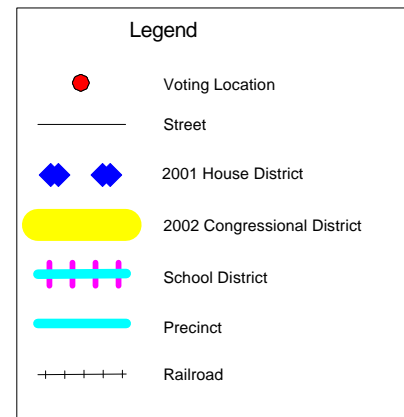 Legend
Voting Location
Street
2001 House District
2002 Congressional District
School District
Precinct
Railroad